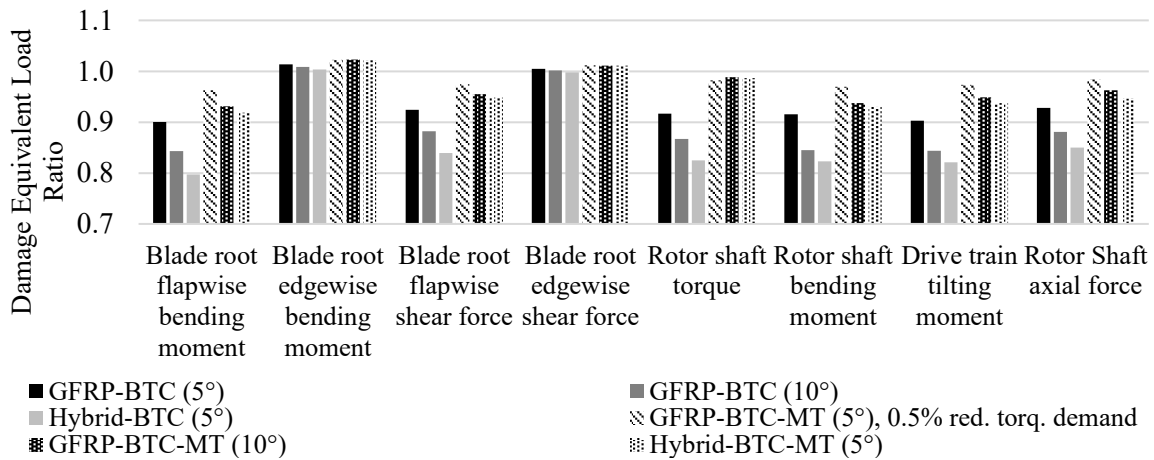 Damage Equivalent Load
Ratio
1.1
1.0
0.9
0.8
0.7
Blade root
flapwise
bending
moment
Blade root
edgewise
bending
moment
Blade root
flapwise
shear force
Blade root
edgewise
shear force
Rotor shaft
torque
Rotor shaft
bending
moment
Drive train
tilting
moment
Rotor Shaft
axial force
GFRP-BTC (5°)
GFRP-BTC (10°)
Hybrid-BTC (5°)
GFRP-BTC-MT (5°), 0.5% red. torq. demand
GFRP-BTC-MT (10°)
Hybrid-BTC-MT (5°)